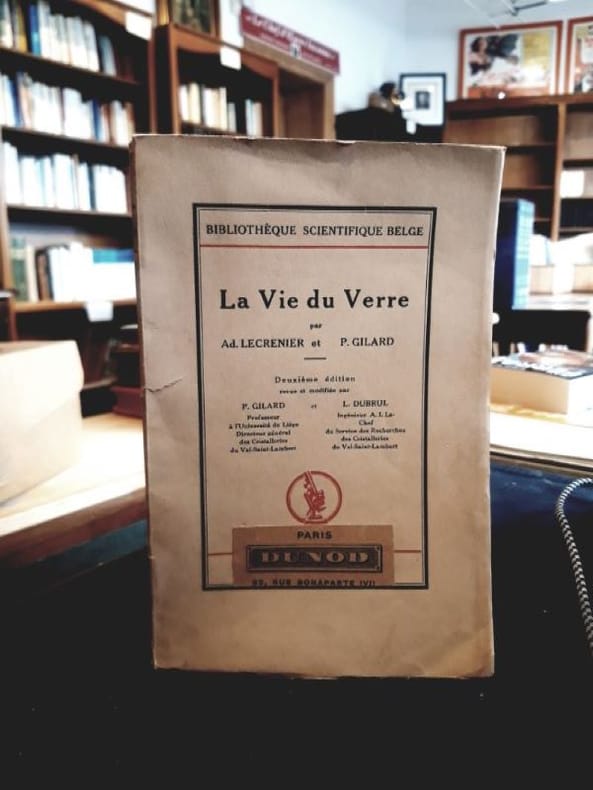 BIBLIOTHÈQUE SCIENTIFIQUE BELGE
La Vie du Verre
par
Ad. LECRENIER et P. GILARD
Deuxième édition
revue et modifiée par
P. GILARD et L. DUBRUL
Professeur Ingénieur A. I. Lg.
à l'Université de Liége Chef
Directeur général du Service des Recherches
des Cristalleries des Cristalleries
du Val-Saint-Lambert du Val-Saint-Lambert
PARIS
DUNOD
RUE BONAPARTE (VI)